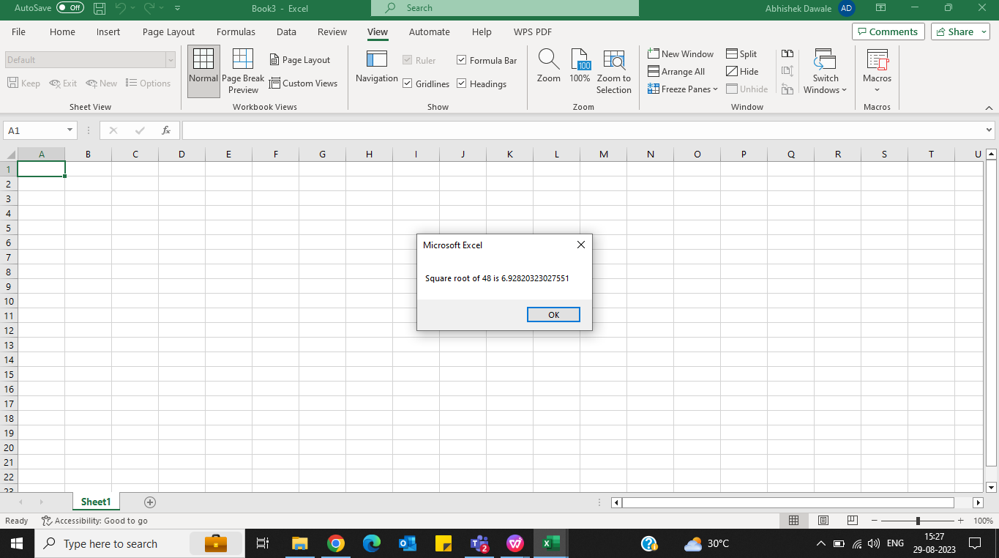 AutoSave Off Book3 - Excel Search Abhishek Dawale AD
File Home Insert Page Layout Formulas Data Review View Automate Help WPS PDF Comments Share
Default
Keep Exit New Options
Sheet View
Normal
Page Break
Preview
Page Layout
Custom Views
Workbook Views
Navigation
Ruler Formula Bar
Gridlines Headings
Show
Zoom
100
100%
Zoom to
Selection
Zoom
New Window
Arrange All
Freeze Panes
Split
Hide
Unhide
Switch
Windows
Window
Macros
Macros
A1 fx
A B C D E F G H I J K L M N O P Q R S T U
1
2
3
4
5
6
7
8
9
10
11
12
13
14
15
16
17
18
19
20
21
22
23
Microsoft Excel
Square root of 48 is 6.92820323027551
OK
Sheet1
Ready Accessibility: Good to go 100%
Type here to search 2 30°C ENG 15:27
29-08-2023